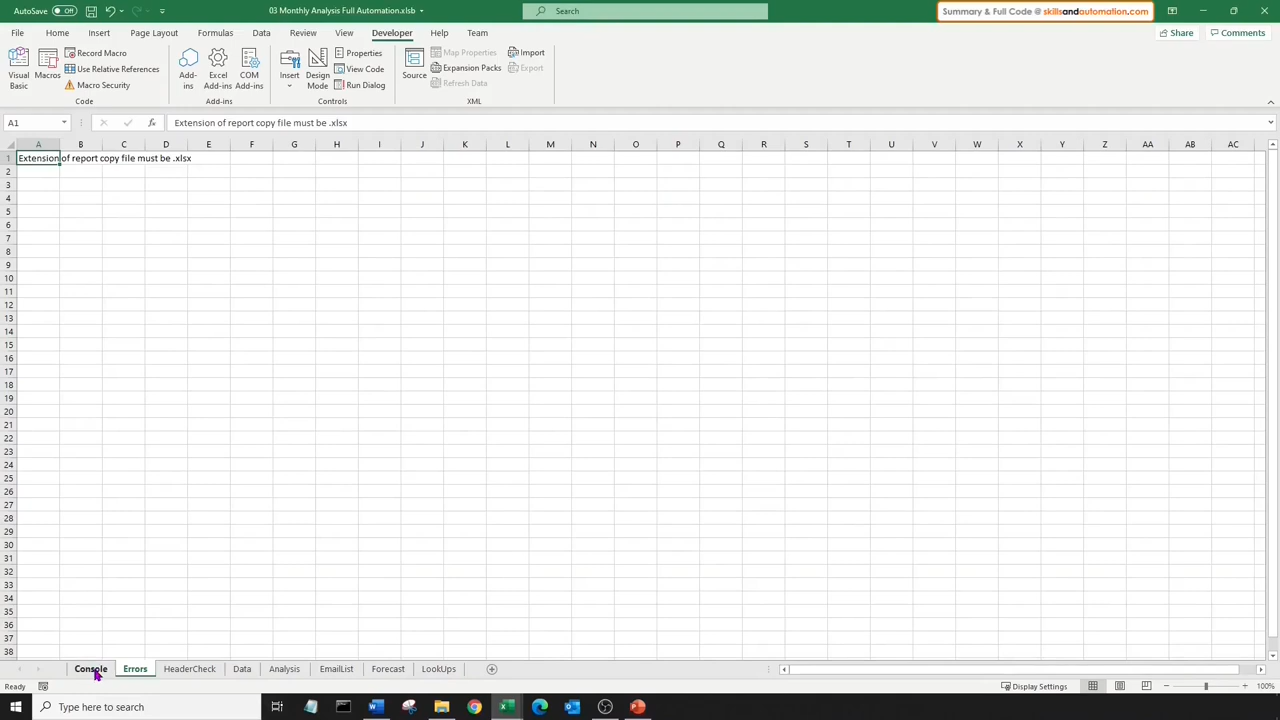 AutoSave Off 03 Monthly Analysis Full Automation.xlsb Search Summary & Full Code @ skillsandautomation.com
File Home Insert Page Layout Formulas Data Review View Developer Help Team Share Comments
Visual Basic
Macros
Record Macro
Use Relative References
Macro Security
Code
Add-ins
Excel Add-ins
COM Add-ins
Add-ins
Insert
Design Mode
Properties
View Code
Run Dialog
Controls
Source
Map Properties
Expansion Packs
Refresh Data
Import
Export
XML
A1 fx Extension of report copy file must be .xlsx
A B C D E F G H I J K L M N O P Q R S T U V W X Y Z AA AB AC
1 Extension of report copy file must be .xlsx
2
3
4
5
6
7
8
9
10
11
12
13
14
15
16
17
18
19
20
21
22
23
24
25
26
27
28
29
30
31
32
33
34
35
36
37
38
Console Errors HeaderCheck Data Analysis EmailList Forecast LookUps
Ready Display Settings 100%
Type here to search